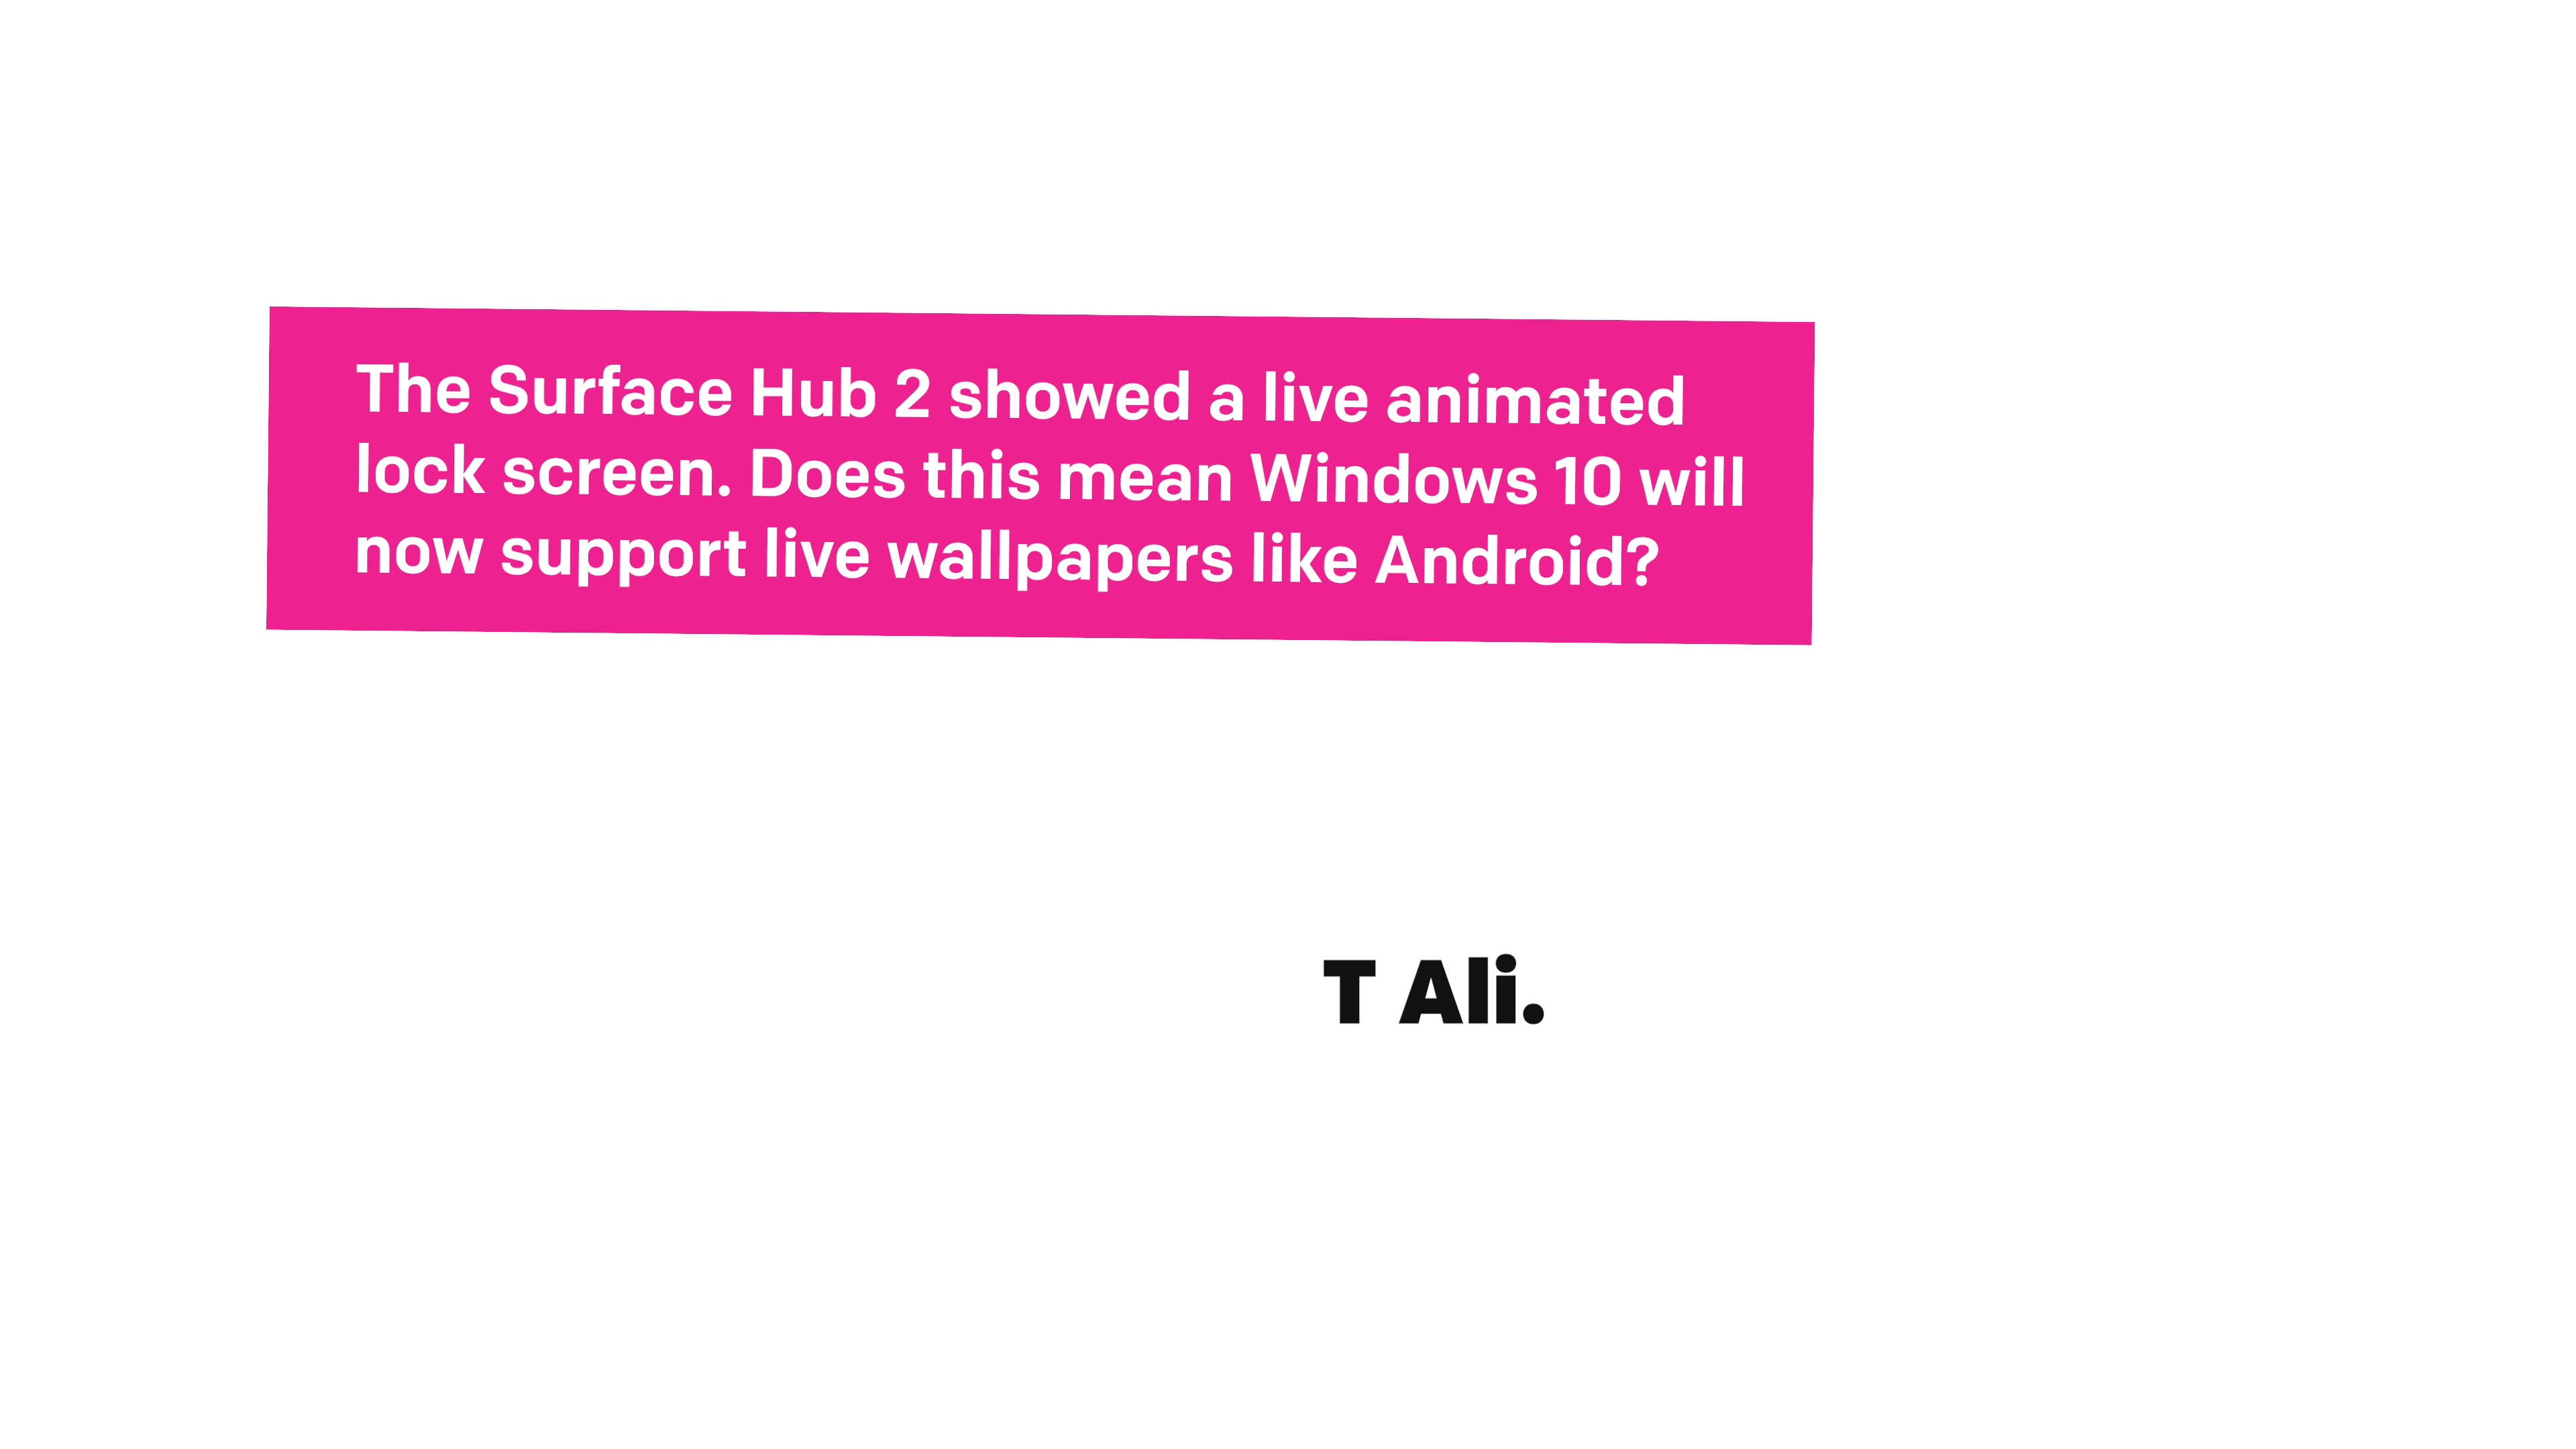 The Surface Hub 2 showed a live animated
lock screen. Does this mean Windows 10 will
now support live wallpapers like Android?
T Ali.